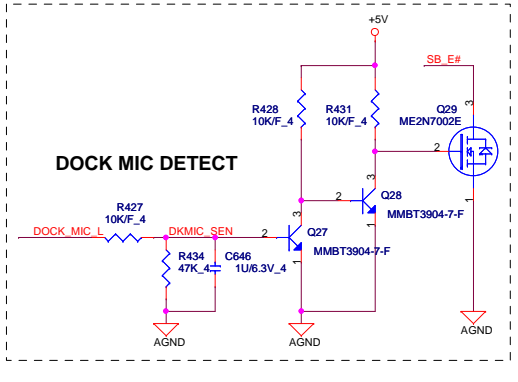 +5V
SB_E#
R428
10K/F_4
R431
10K/F_4
3
Q29
ME2N7002E
2
1
DOCK MIC DETECT
3
2
Q28
MMBT3904-7-F
1
R427
10K/F_4
DOCK_MIC_L
DKMIC_SEN
2
3
Q27
MMBT3904-7-F
1
R434
47K_4
C646
1U/6.3V_4
AGND
AGND
AGND